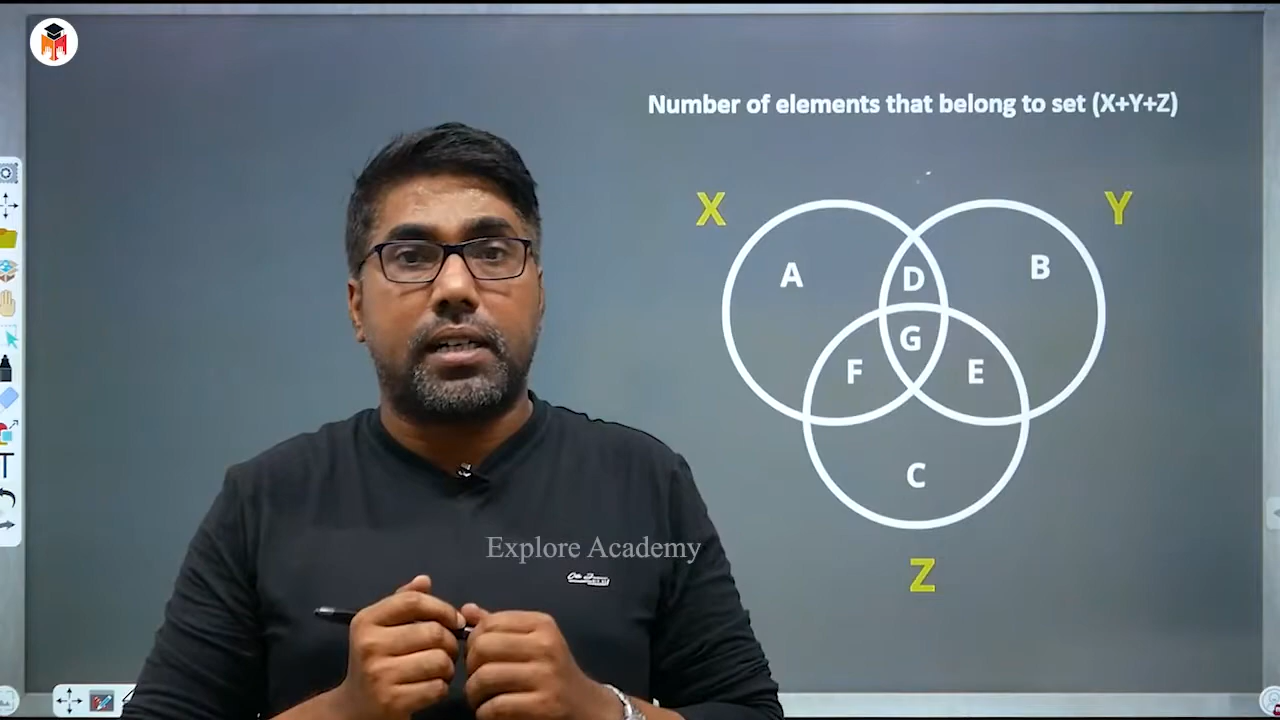 Number of elements that belong to set (X+Y+Z)
X
Y
A
D
B
G
F
E
C
Explore Academy
Z
T